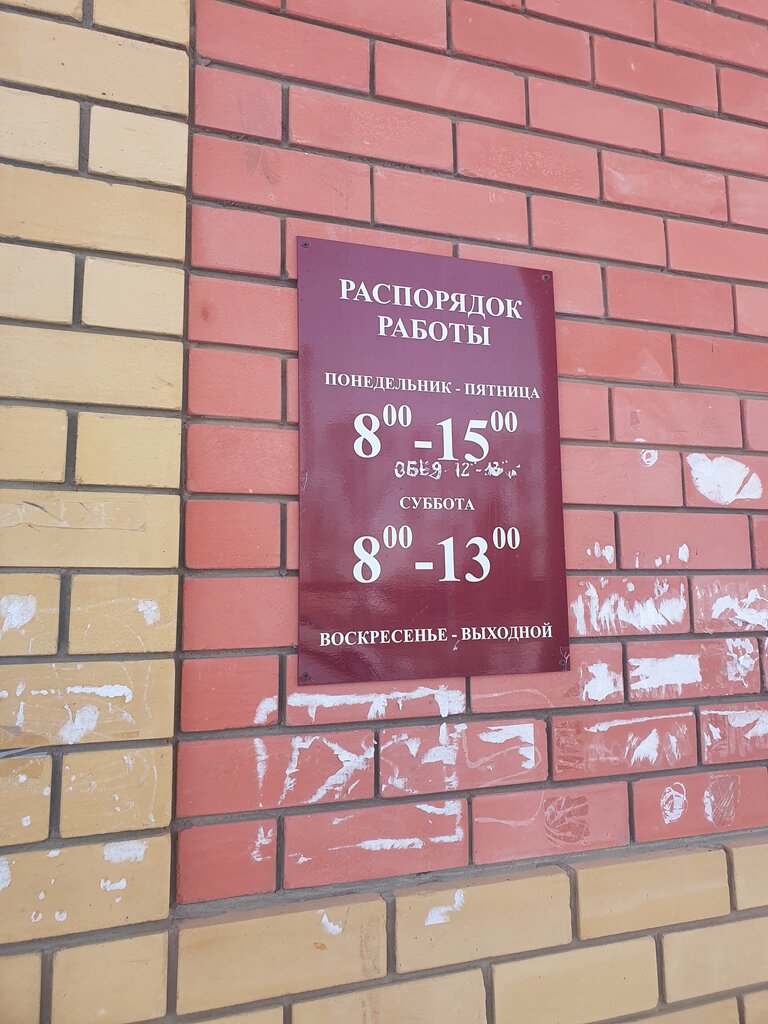 РАСПОРЯДОК
РАБОТЫ
ПОНЕДЕЛЬНИК - ПЯТНИЦА
8⁰⁰-15⁰⁰
СУББОТА
8⁰⁰-13⁰⁰
ВОСКРЕСЕНЬЕ - ВЫХОДНОЙ